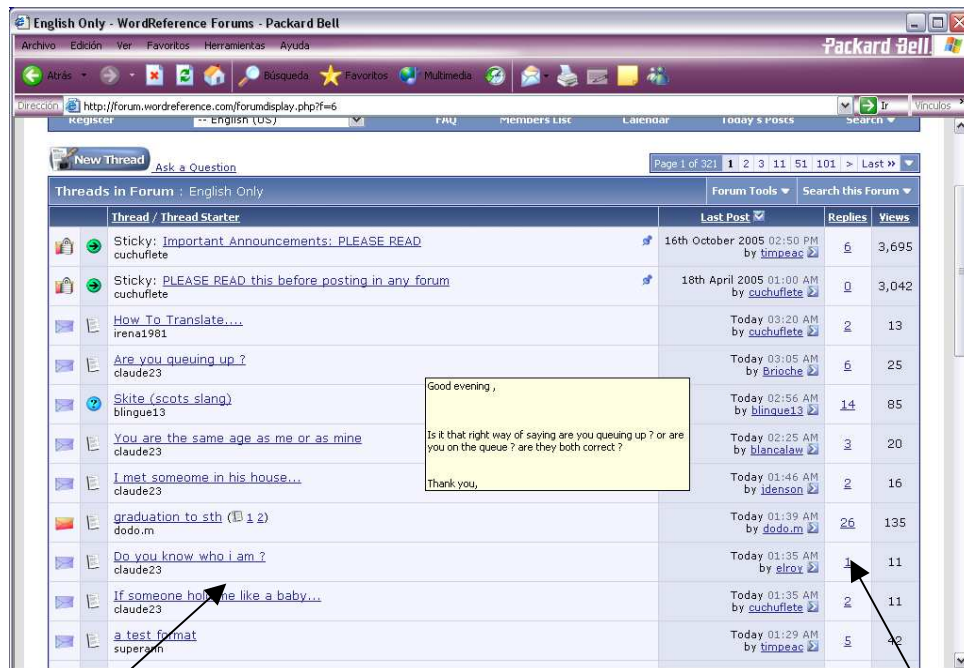 English Only - WordReference Forums - Packard Bell
Archivo Edición Ver Favoritos Herramientas Ayuda
Packard Bell
Atrás Búsqueda Favoritos Multimedia
Dirección http://forum.wordreference.com/forumdisplay.php?f=6 Ir Vínculos »
Register -- English (US) FAQ Members List Calendar Today's Posts Search
New Thread Ask a Question Page 1 of 321 1 2 3 11 51 101 > Last »
Threads in Forum : English Only Forum Tools Search this Forum
Thread / Thread Starter Last Post Replies Views
Sticky: Important Announcements: PLEASE READ 16th October 2005 02:50 PM 6 3,695
cuchuflete by timpeac
Sticky: PLEASE READ this before posting in any forum 18th April 2005 01:00 AM 0 3,042
cuchuflete by cuchuflete
How To Translate.... Today 03:20 AM 2 13
irena1981 by cuchuflete
Are you queuing up ? Today 03:05 AM 6 25
claude23 by Brioche
Good evening ,
Is it that right way of saying are you queuing up ? or are
you on the queue ? are they both correct ?
Thank you,
Skite (scots slang) Today 02:56 AM 14 85
blingue13 by blingue13
You are the same age as me or as mine Today 02:25 AM 3 20
claude23 by blancalaw
I met someome in his house... Today 01:46 AM 2 16
claude23 by jdenson
graduation to sth ( 1 2) Today 01:39 AM 26 135
dodo.m by dodo.m
Do you know who i am ? Today 01:35 AM 1 11
claude23 by elroy
If someone hold me like a baby... Today 01:35 AM 2 11
claude23 by cuchuflete
a test format Today 01:29 AM 5 42
superann by timpeac